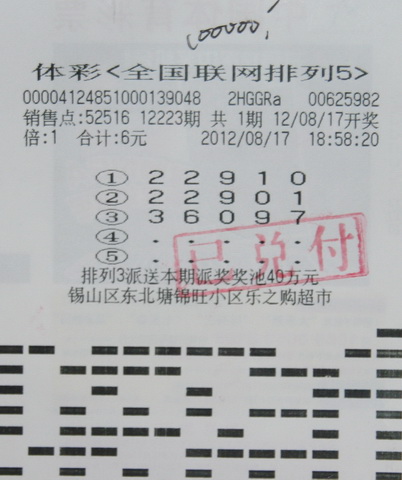 体彩<全国联网排列5>
00004124851000139048 2HGGRa 00625982
销售点:52516 12223期 共 1期 12/08/17开奖
倍:1 合计:6元 2012/08/17 18:58:20
① 2 2 9 1 0
② 2 2 9 0 1
③ 3 6 0 9 7
④ - - - - -
⑤ - - - - -
已兑付
排列3派送本期派奖奖池40万元
锡山区东北塘锦旺小区乐之购超市